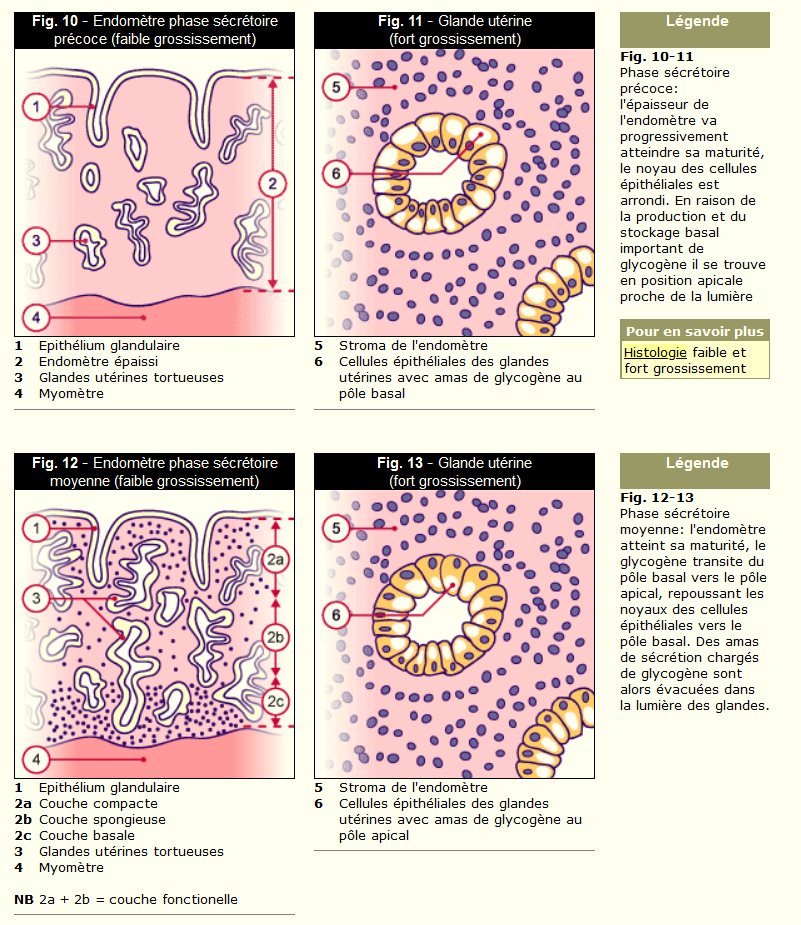 Fig. 10 - Endomètre phase sécrétoire
précoce (faible grossissement)
1
2
3
4
1 Epithélium glandulaire
2 Endomètre épaissi
3 Glandes utérines tortueuses
4 Myomètre
Fig. 11 - Glande utérine
(fort grossissement)
5
6
5 Stroma de l'endomètre
6 Cellules épithéliales des glandes
utérines avec amas de glycogène au
pôle basal
Légende
Fig. 10-11
Phase sécrétoire
précoce:
l'épaisseur de
l'endomètre va
progressivement
atteindre sa maturité,
le noyau des cellules
épithéliales est
arrondi. En raison de
la production et du
stockage basal
important de
glycogène il se trouve
en position apicale
proche de la lumière
Pour en savoir plus
Histologie faible et
fort grossissement
Fig. 12 - Endomètre phase sécrétoire
moyenne (faible grossissement)
1
2a
3
2b
2c
4
1 Epithélium glandulaire
2a Couche compacte
2b Couche spongieuse
2c Couche basale
3 Glandes utérines tortueuses
4 Myomètre
NB 2a + 2b = couche fonctionelle
Fig. 13 - Glande utérine
(fort grossissement)
5
6
5 Stroma de l'endomètre
6 Cellules épithéliales des glandes
utérines avec amas de glycogène au
pôle apical
Légende
Fig. 12-13
Phase sécrétoire
moyenne: l'endomètre
atteint sa maturité, le
glycogène transite du
pôle basal vers le pôle
apical, repoussant les
noyaux des cellules
épithéliales vers le
pôle basal. Des amas
de sécrétion chargés
de glycogène sont
alors évacuées dans
la lumière des glandes.